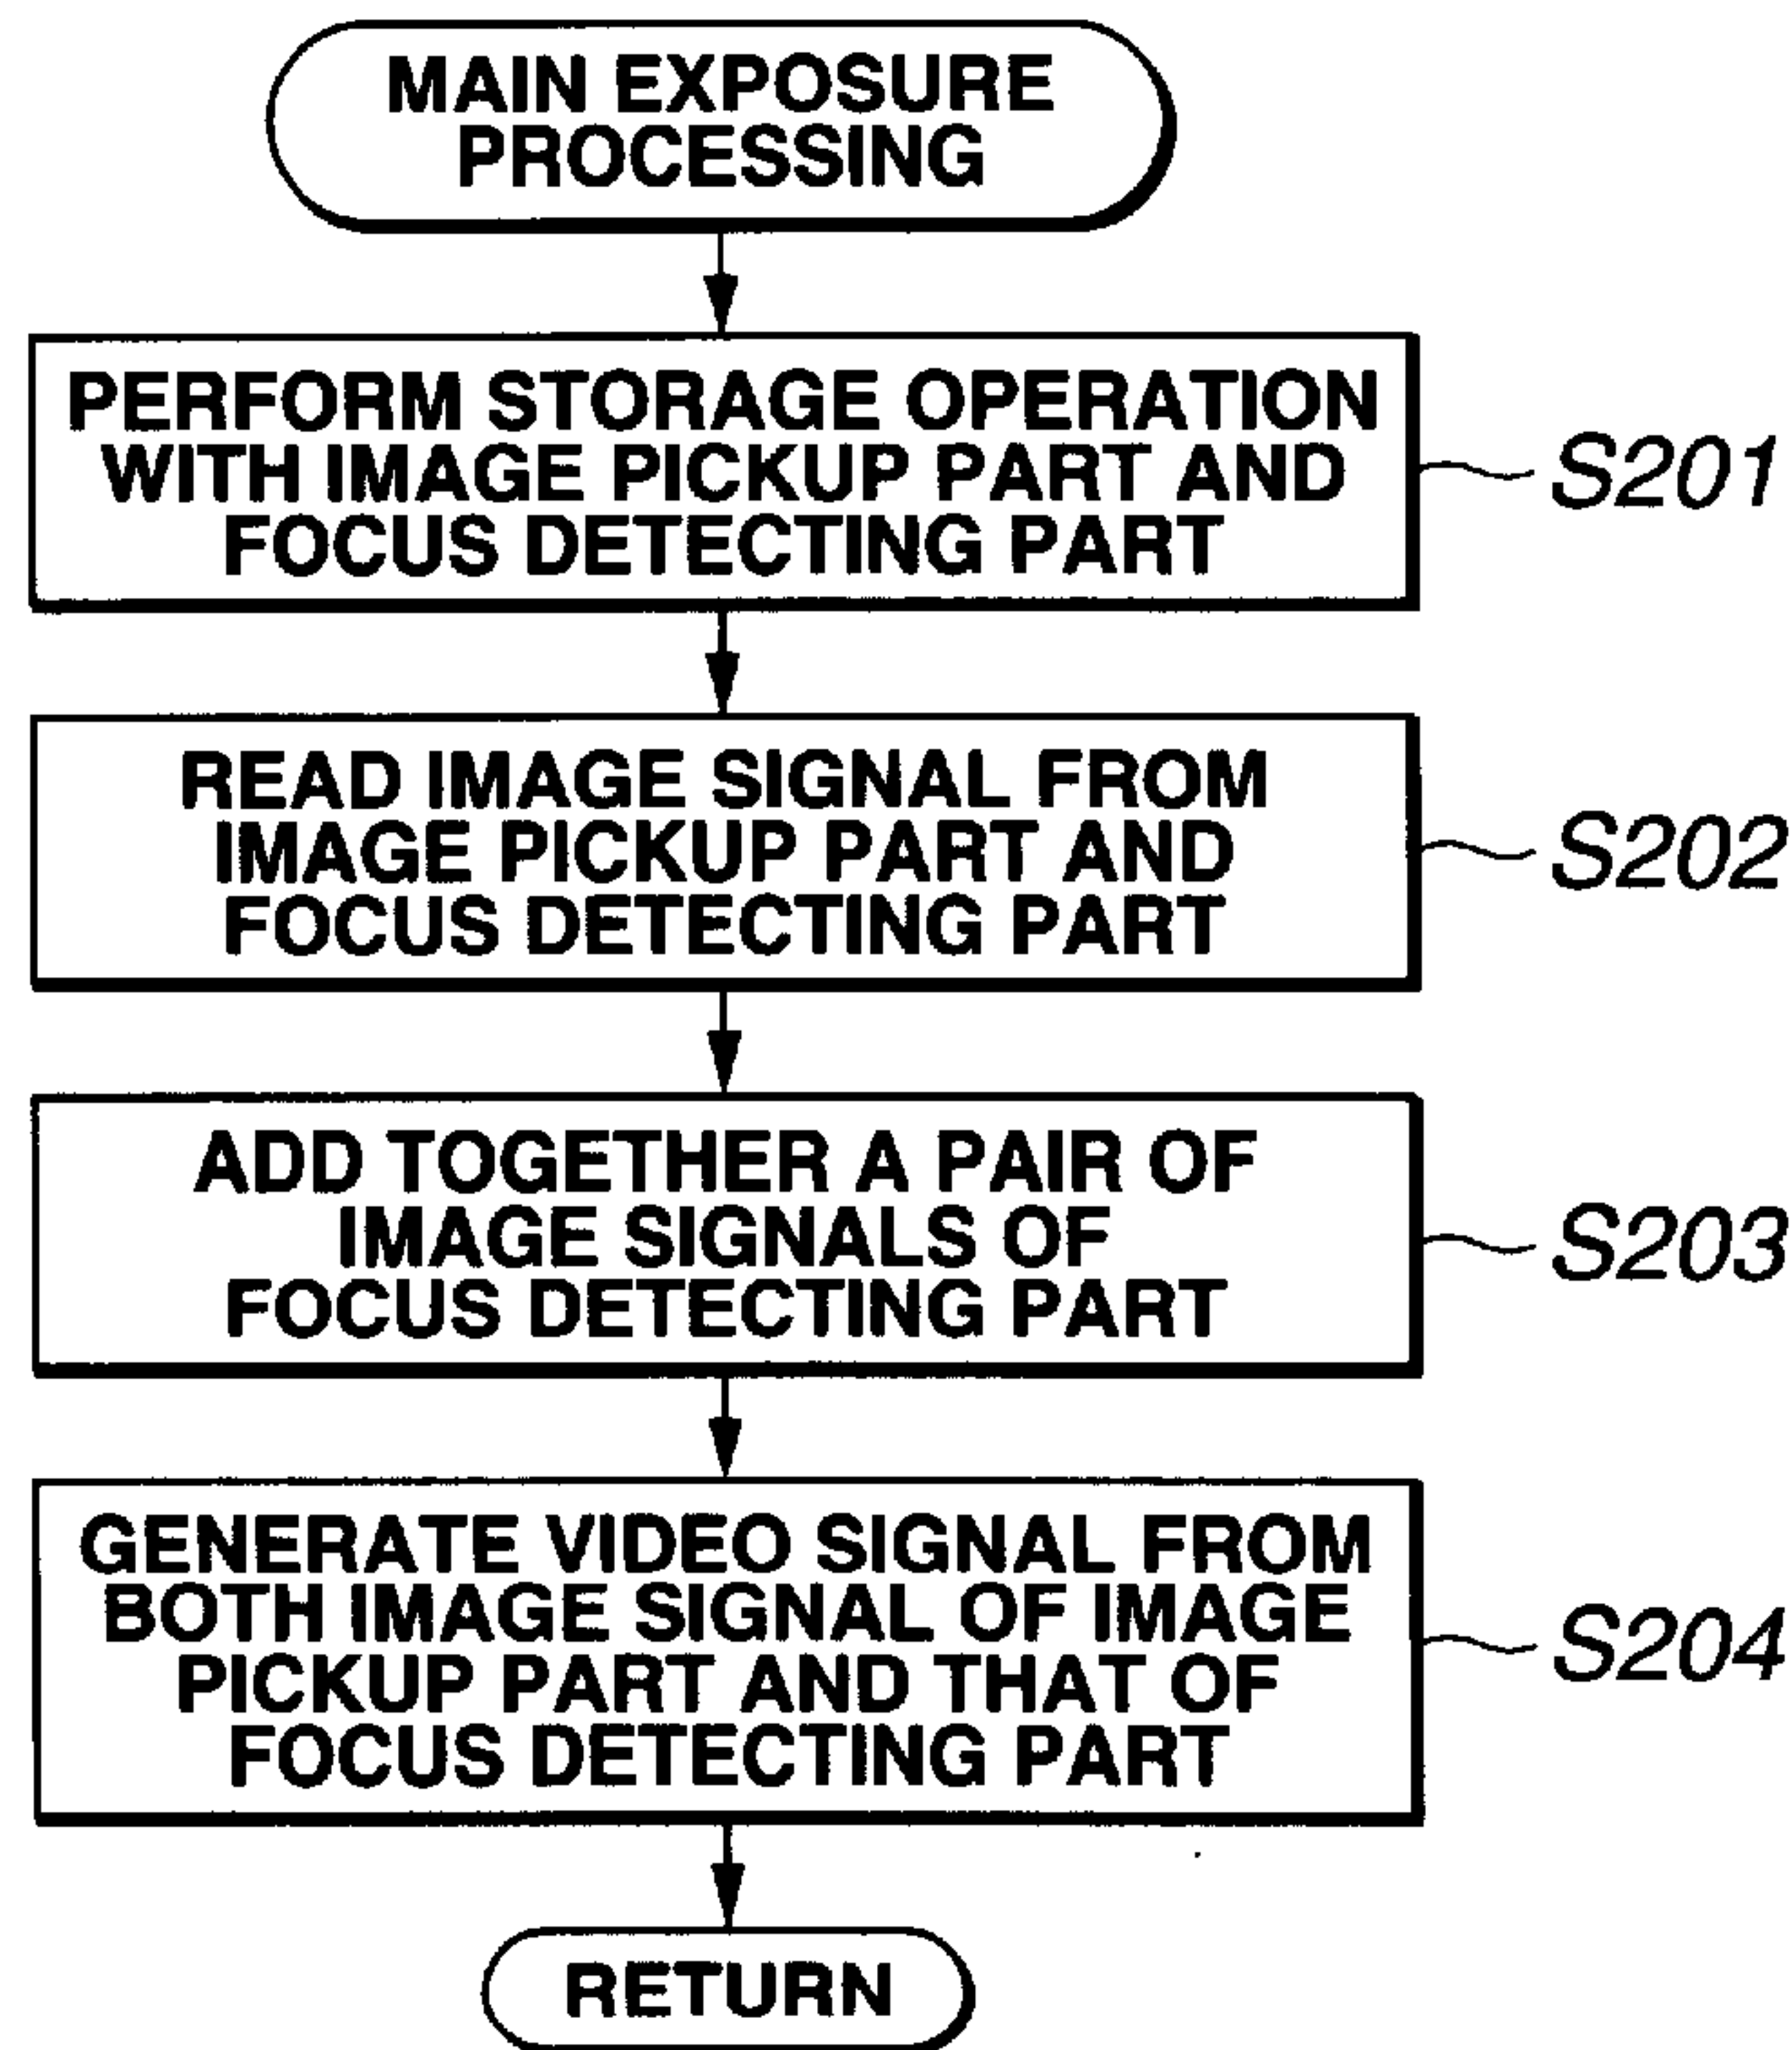 MAIN EXPOSURE
PROCESSING
PERFORM STORAGE OPERATION
WITH IMAGE PICKUP PART AND
FOCUS DETECTING PART
S201
READ IMAGE SIGNAL FROM
IMAGE PICKUP PART AND
FOCUS DETECTING PART
S202
ADD TOGETHER A PAIR OF
IMAGE SIGNALS OF
FOCUS DETECTING PART
S203
GENERATE VIDEO SIGNAL FROM
BOTH IMAGE SIGNAL OF IMAGE
PICKUP PART AND THAT OF
FOCUS DETECTING PART
S204
RETURN